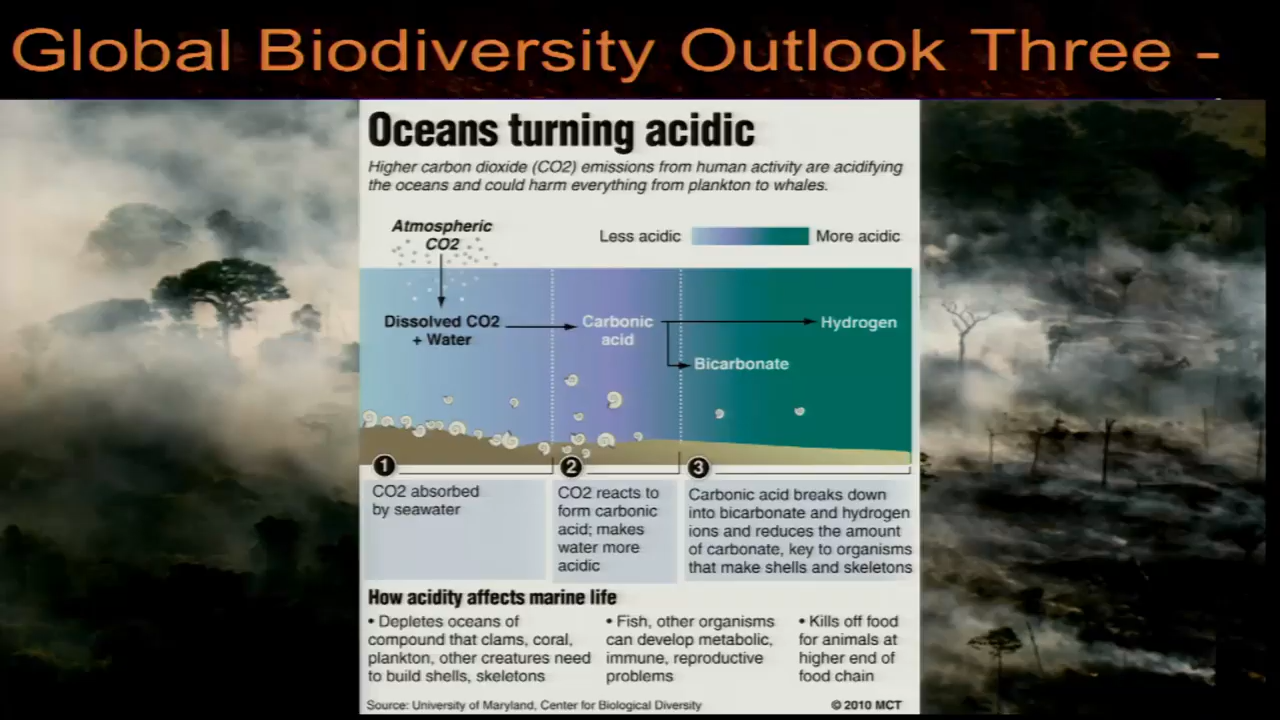 Global Biodiversity Outlook Three -
Oceans turning acidic
Higher carbon dioxide (CO2) emissions from human activity are acidifying
the oceans and could harm everything from plankton to whales.
Atmospheric
CO2
Less acidic
More acidic
Dissolved CO2
+ Water
Carbonic
acid
Hydrogen
Bicarbonate
1
CO2 absorbed
by seawater
2
CO2 reacts to
form carbonic
acid; makes
water more
acidic
3
Carbonic acid breaks down
into bicarbonate and hydrogen
ions and reduces the amount
of carbonate, key to organisms
that make shells and skeletons
How acidity affects marine life
• Depletes oceans of
compound that clams, coral,
plankton, other creatures need
to build shells, skeletons
• Fish, other organisms
can develop metabolic,
immune, reproductive
problems
• Kills off food
for animals at
higher end of
food chain
Source: University of Maryland, Center for Biological Diversity
© 2010 MCT